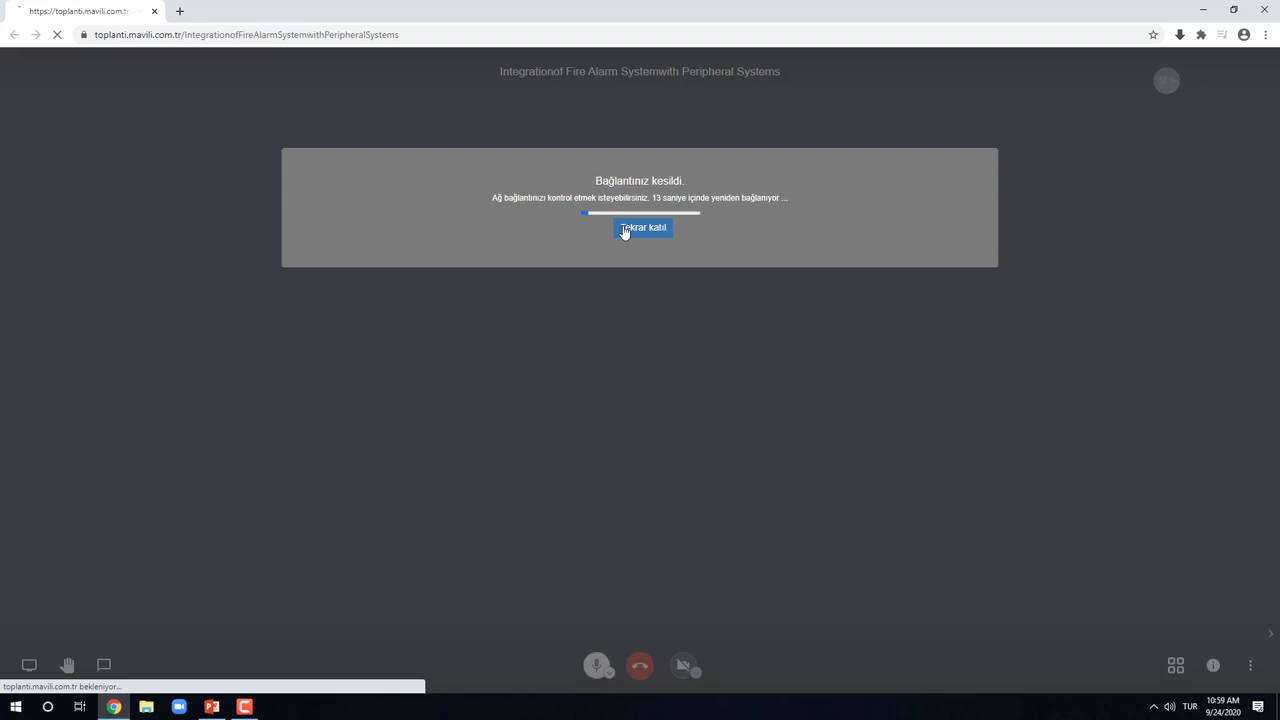 https://toplanti.mavili.com.tr
toplanti.mavili.com.tr/IntegrationofFireAlarmSystemwithPeripheralSystems
Integrationof Fire Alarm Systemwith Peripheral Systems
Bağlantınız kesildi.
Ağ bağlantınızı kontrol etmek isteyebilirsiniz. 13 saniye içinde yeniden bağlanıyor ...
Tekrar katıl
toplanti.mavili.com.tr bekleniyor...
TUR
10:59 AM
9/24/2020